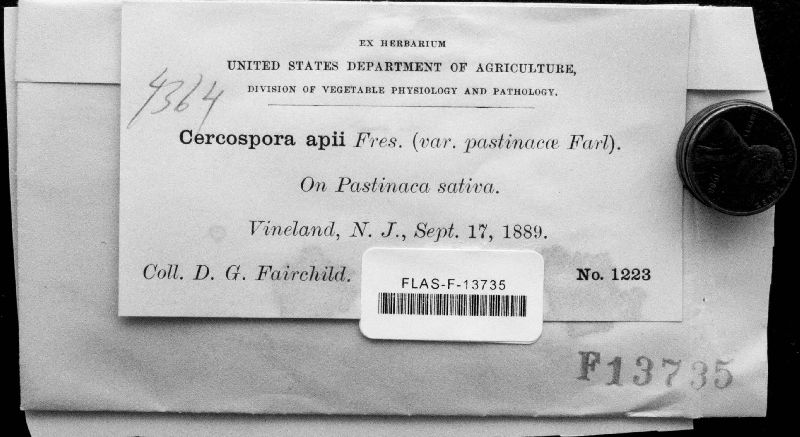 EX HERBARIUM
UNITED STATES DEPARTMENT OF AGRICULTURE,
DIVISION OF VEGETABLE PHYSIOLOGY AND PATHOLOGY.
4364
Cercospora apii Fres. (var. pastinacæ Farl).
On Pastinaca sativa.
Vineland, N. J., Sept. 17, 1889.
Coll. D. G. Fairchild.
No. 1223
FLAS-F-13735
F13735